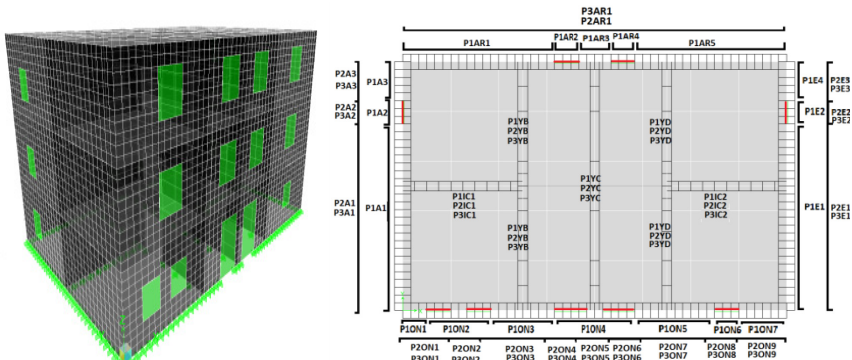 P3AR1
P2AR1
P1AR1
P1AR2
P1AR3
P1AR4
P1AR5
P2A3
P3A3
P1A3
P2A2
P3A2
P1A2
P2A1
P3A1
P1A1
P1E4
P2E3
P3E3
P1E2
P2E2
P3E2
P1E1
P2E1
P3E1
P1YB
P2YB
P3YB
P1YD
P2YD
P3YD
P1YC
P2YC
P3YC
P1IC1
P2IC1
P3IC1
P1IC2
P2IC2
P3IC2
P1YB
P2YB
P3YB
P1YD
P2YD
P3YD
P1ON1
P1ON2
P1ON3
P1ON4
P1ON5
P1ON6
P1ON7
P2ON1
P2ON2
P2ON3
P2ON4
P2ON5
P2ON6
P2ON7
P2ON8
P2ON9
P3ON1
P3ON2
P3ON3
P3ON4
P3ON5
P3ON6
P3ON7
P3ON8
P3ON9